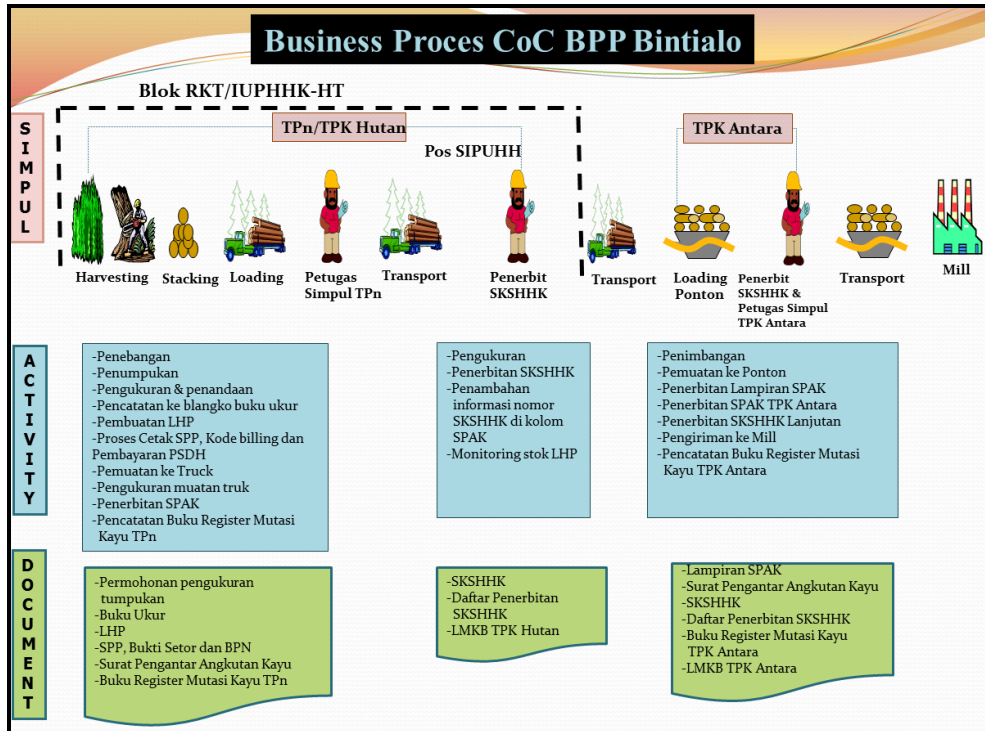 Business Proces CoC BPP Bintialo
Blok RKT/IUPHHK-HT
SIMPUL
TPn/TPK Hutan
TPK Antara
Pos SIPUHH
Harvesting
Stacking
Loading
Petugas
Simpul TPn
Transport
Penerbit
SKSHHK
Transport
Loading
Ponton
Penerbit
SKSHHK &
Petugas Simpul
TPK Antara
Transport
Mill
ACTIVITY
-Penebangan
-Penumpukan
-Pengukuran & penandaan
-Pencatatan ke blangko buku ukur
-Pembuatan LHP
-Proses Cetak SPP, Kode billing dan
Pembayaran PSDH
-Pemuatan ke Truck
-Pengukuran muatan truk
-Penerbitan SPAK
-Pencatatan Buku Register Mutasi
Kayu TPn
-Pengukuran
-Penerbitan SKSHHK
-Penambahan
informasi nomor
SKSHHK di kolom
SPAK
-Monitoring stok LHP
-Penimbangan
-Pemuatan ke Ponton
-Penerbitan Lampiran SPAK
-Penerbitan SPAK TPK Antara
-Penerbitan SKSHHK Lanjutan
-Pengiriman ke Mill
-Pencatatan Buku Register Mutasi
Kayu TPK Antara
DOCUMENT
-Permohonan pengukuran
tumpukan
-Buku Ukur
-LHP
-SPP, Bukti Setor dan BPN
-Surat Pengantar Angkutan Kayu
-Buku Register Mutasi Kayu TPn
-SKSHHK
-Daftar Penerbitan
SKSHHK
-LMKB TPK Hutan
-Lampiran SPAK
-Surat Pengantar Angkutan Kayu
-SKSHHK
-Daftar Penerbitan SKSHHK
-Buku Register Mutasi Kayu
TPK Antara
-LMKB TPK Antara